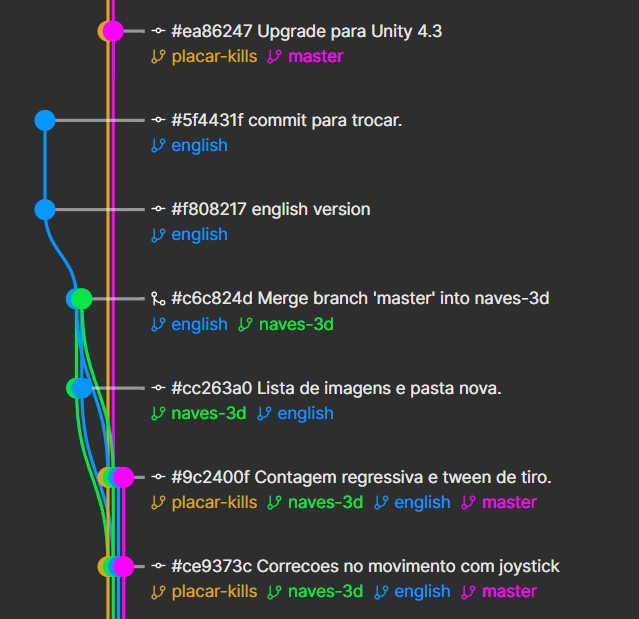 #ea86247 Upgrade para Unity 4.3
placar-kills master
#5f4431f commit para trocar.
english
#f808217 english version
english
#c6c824d Merge branch 'master' into naves-3d
english naves-3d
#cc263a0 Lista de imagens e pasta nova.
naves-3d english
#9c2400f Contagem regressiva e tween de tiro.
placar-kills naves-3d english master
#ce9373c Correcoes no movimento com joystick
placar-kills naves-3d english master